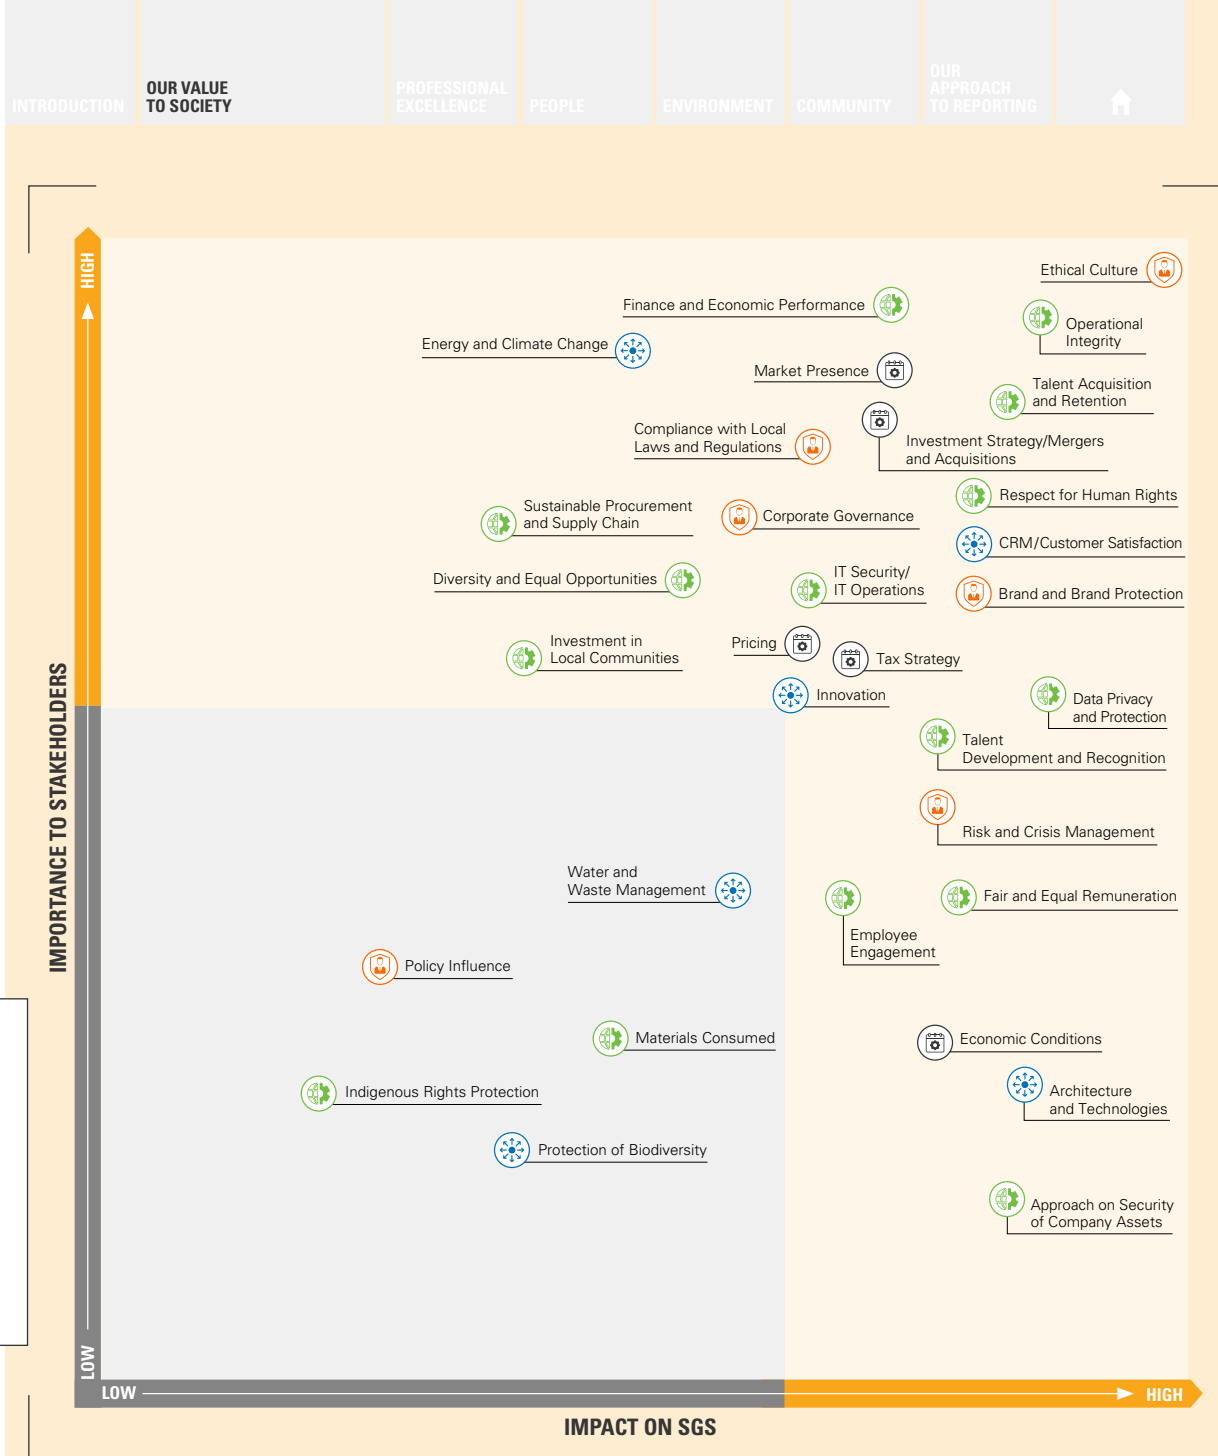 INTRODUCTION
OUR VALUE
TO SOCIETY
PROFESSIONAL
EXCELLENCE
PEOPLE
ENVIRONMENT
COMMUNITY
OUR
APPROACH
TO REPORTING
HIGH
Ethical Culture
Finance and Economic Performance
Operational
Integrity
Energy and Climate Change
Market Presence
Talent Acquisition
and Retention
Compliance with Local
Laws and Regulations
Investment Strategy/Mergers
and Acquisitions
Respect for Human Rights
Sustainable Procurement
and Supply Chain
Corporate Governance
CRM/Customer Satisfaction
Diversity and Equal Opportunities
IT Security/
IT Operations
Brand and Brand Protection
Investment in
Local Communities
Pricing
Tax Strategy
Innovation
Data Privacy
and Protection
Talent
Development and Recognition
IMPORTANCE TO STAKEHOLDERS
Risk and Crisis Management
Water and
Waste Management
Fair and Equal Remuneration
Employee
Engagement
Policy Influence
Materials Consumed
Economic Conditions
Indigenous Rights Protection
Architecture
and Technologies
Protection of Biodiversity
Approach on Security
of Company Assets
LOW
LOW
HIGH
IMPACT ON SGS